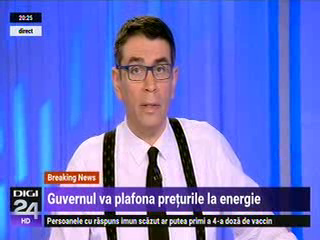 20:25
direct
Breaking News
Guvernul va plafona prețurile la energie
DIGI
24
HD
Persoanele cu răspuns imun scăzut ar putea primi a 4-a doză de vaccin